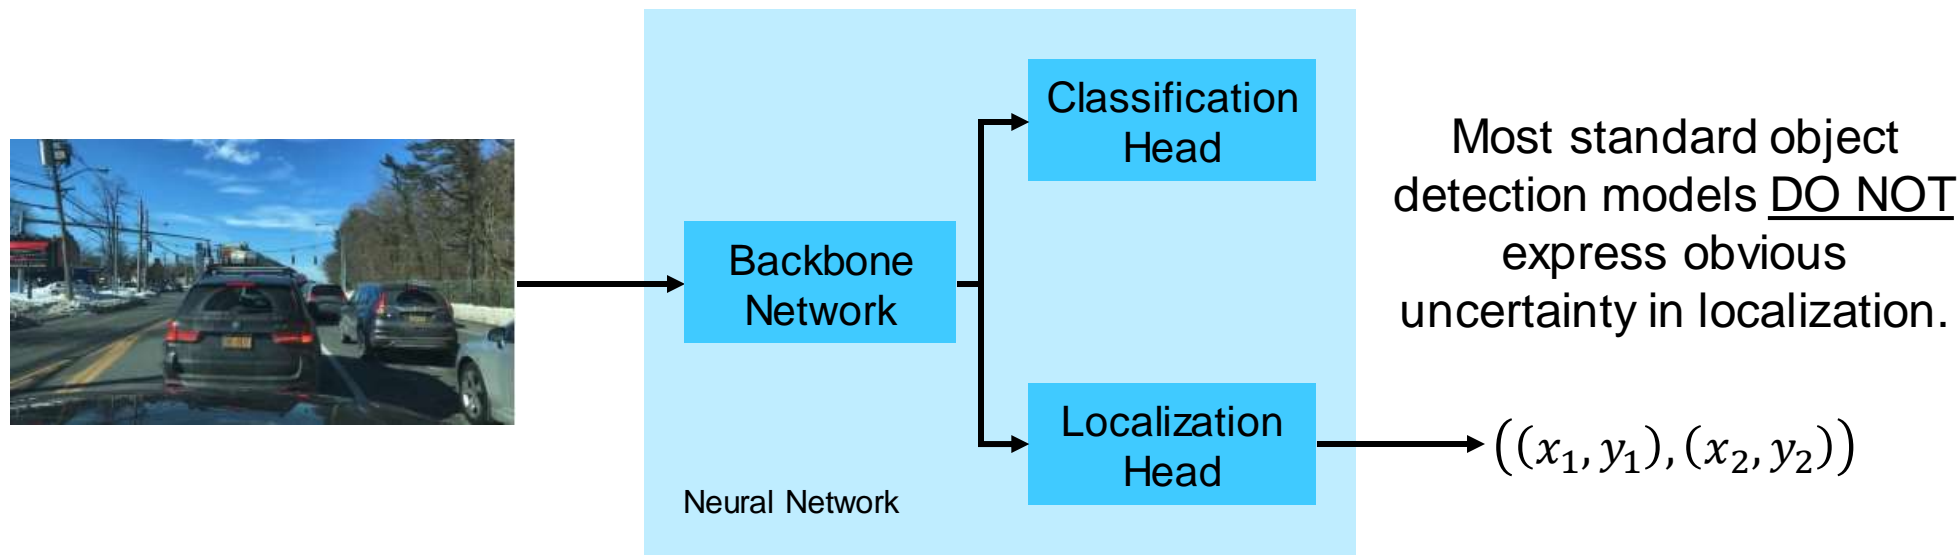 Classification
Head
Backbone
Network
Localization
Head
Neural Network
Most standard object
detection models DO NOT
express obvious
uncertainty in localization.
((x₁, y₁), (x₂, y₂))